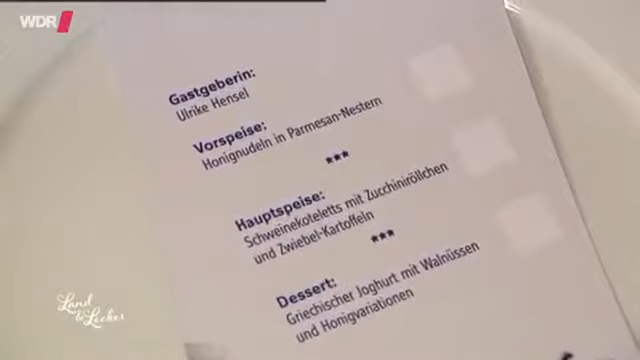 WDR
Gastgeberin:
Ulrike Hensel
Vorspeise:
Honignudeln in Parmesan-Nestern
***
Hauptspeise:
Schweinekoteletts mit Zucchiniröllchen
und Zwiebel-Kartoffeln
***
Dessert:
Griechischer Joghurt mit Walnüssen
und Honigvariationen
Land
& Lecker